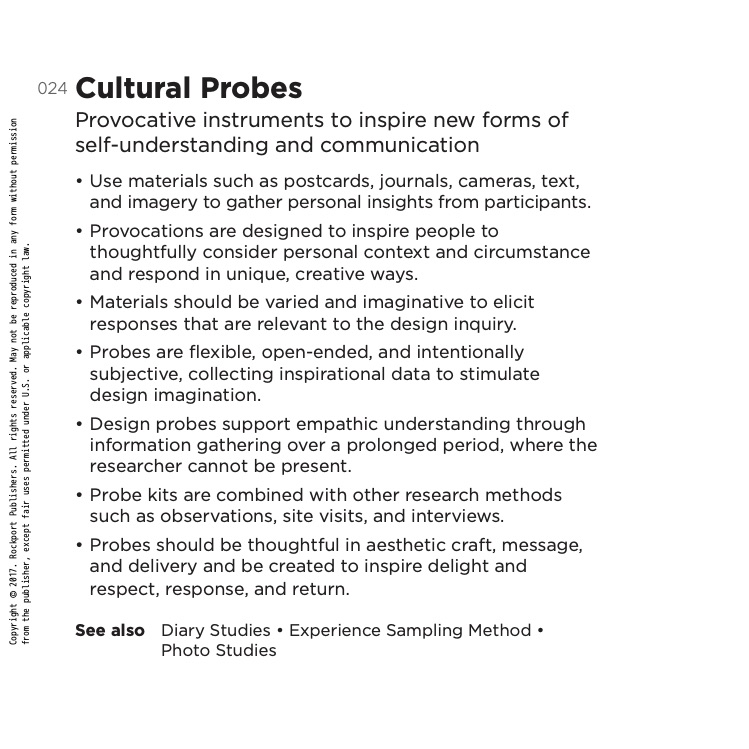 024 Cultural Probes
Provocative instruments to inspire new forms of
self-understanding and communication
• Use materials such as postcards, journals, cameras, text,
and imagery to gather personal insights from participants.
• Provocations are designed to inspire people to
thoughtfully consider personal context and circumstance
and respond in unique, creative ways.
• Materials should be varied and imaginative to elicit
responses that are relevant to the design inquiry.
• Probes are flexible, open-ended, and intentionally
subjective, collecting inspirational data to stimulate
design imagination.
• Design probes support empathic understanding through
information gathering over a prolonged period, where the
researcher cannot be present.
• Probe kits are combined with other research methods
such as observations, site visits, and interviews.
• Probes should be thoughtful in aesthetic craft, message,
and delivery and be created to inspire delight and
respect, response, and return.
See also Diary Studies • Experience Sampling Method •
Photo Studies
Copyright © 2017. Rockport Publishers. All rights reserved. May not be reproduced in any form without permission
from the publisher, except fair uses permitted under U.S. or applicable copyright law.